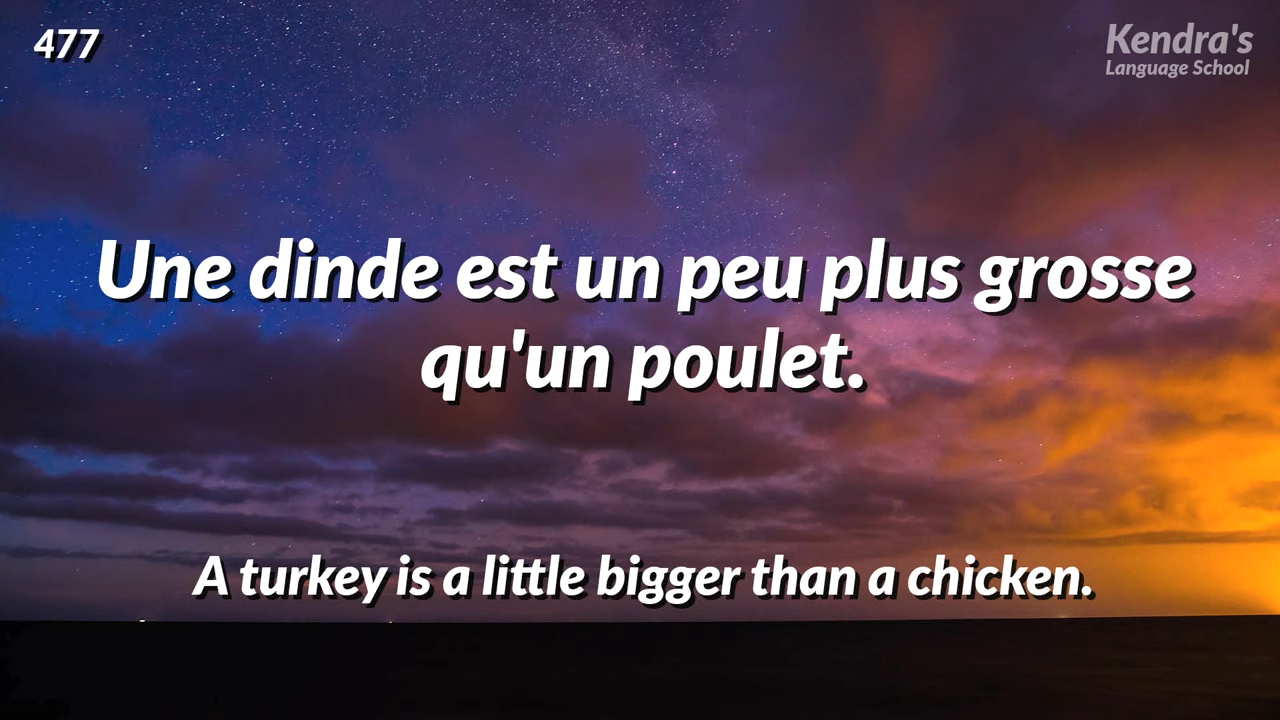 477
Kendra's
Language School
Une dinde est un peu plus grosse
qu'un poulet.
A turkey is a little bigger than a chicken.